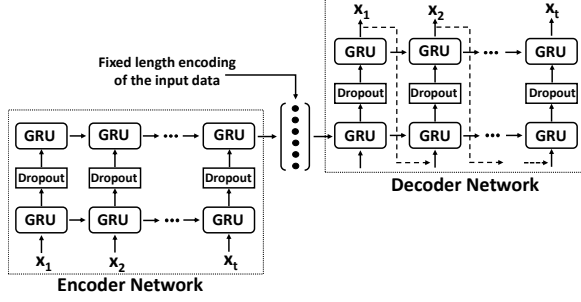 x1 x2 xt
GRU GRU ... GRU
Fixed length encoding
of the input data
Dropout Dropout Dropout
GRU GRU ... GRU
GRU GRU ... GRU
Dropout Dropout Dropout
Decoder Network
GRU GRU ... GRU
x1 x2 xt
Encoder Network